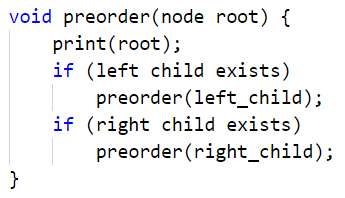 void preorder(node root) {
    print(root);
    if (left child exists)
        preorder(left_child);
    if (right child exists)
        preorder(right_child);
}